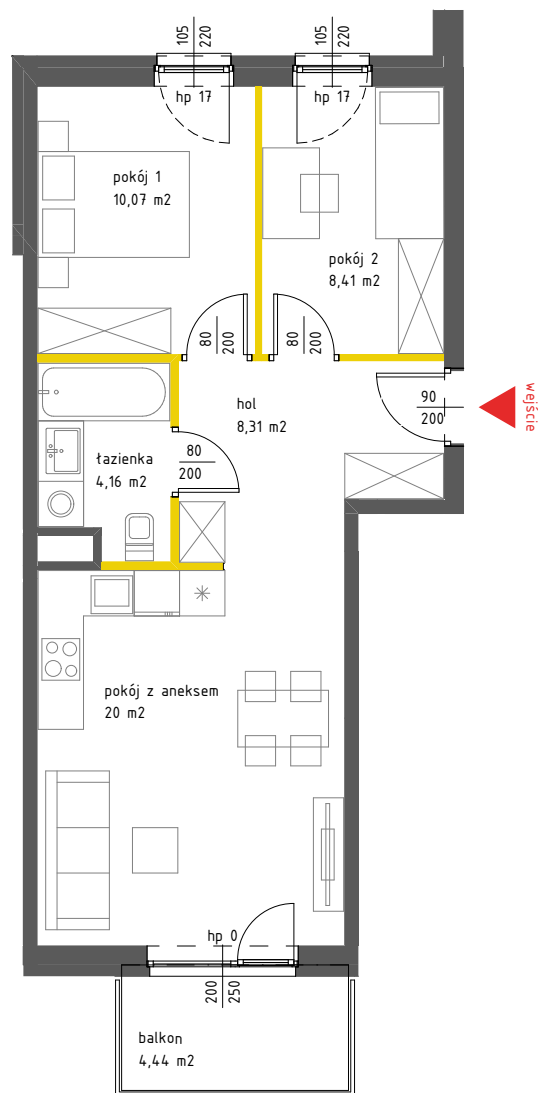 105
220
105
220
hp 17
hp 17
pokój 1
10,07 m2
pokój 2
8,41 m2
80
200
80
200
90
200
wejście
hol
8,31 m2
łazienka
4,16 m2
80
200
pokój z aneksem
20 m2
hp 0
200
250
balkon
4,44 m2